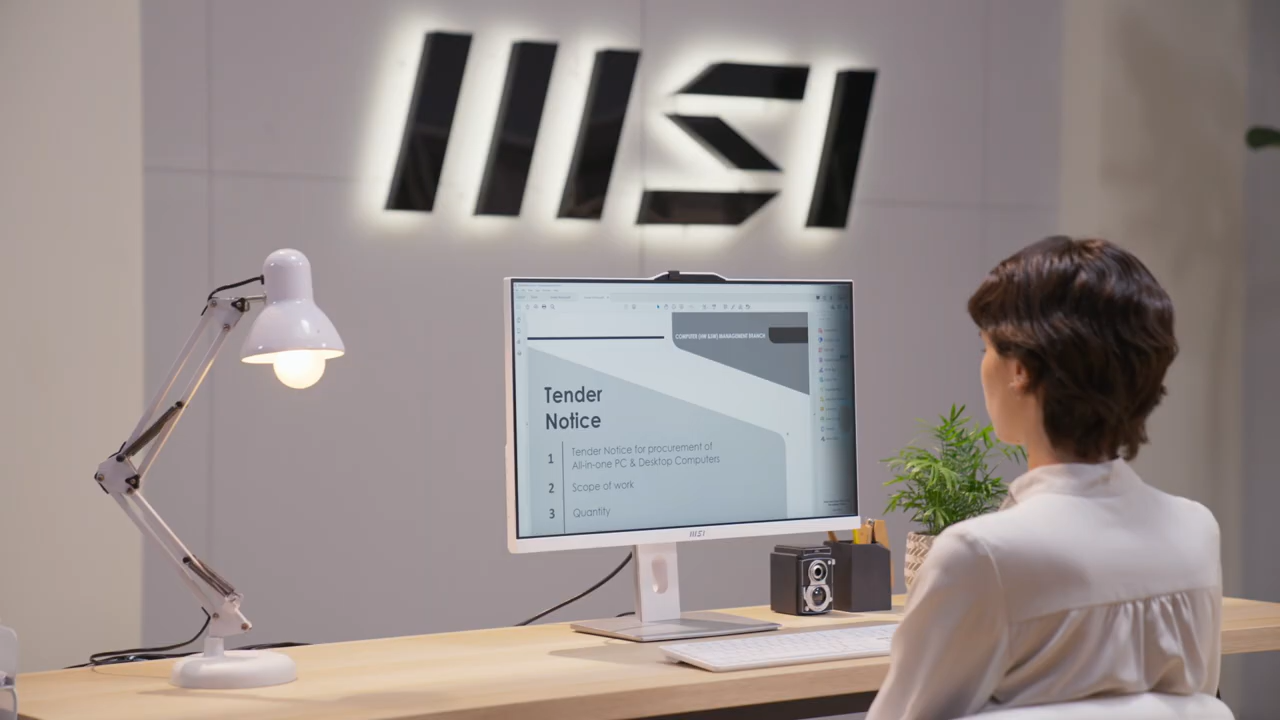 MSI
COMPUTER (HW &SW) MANAGEMENT BRANCH
Tender
Notice
1 Tender Notice for procurement of
All-in-one PC & Desktop Computers
2 Scope of work
3 Quantity
MSI